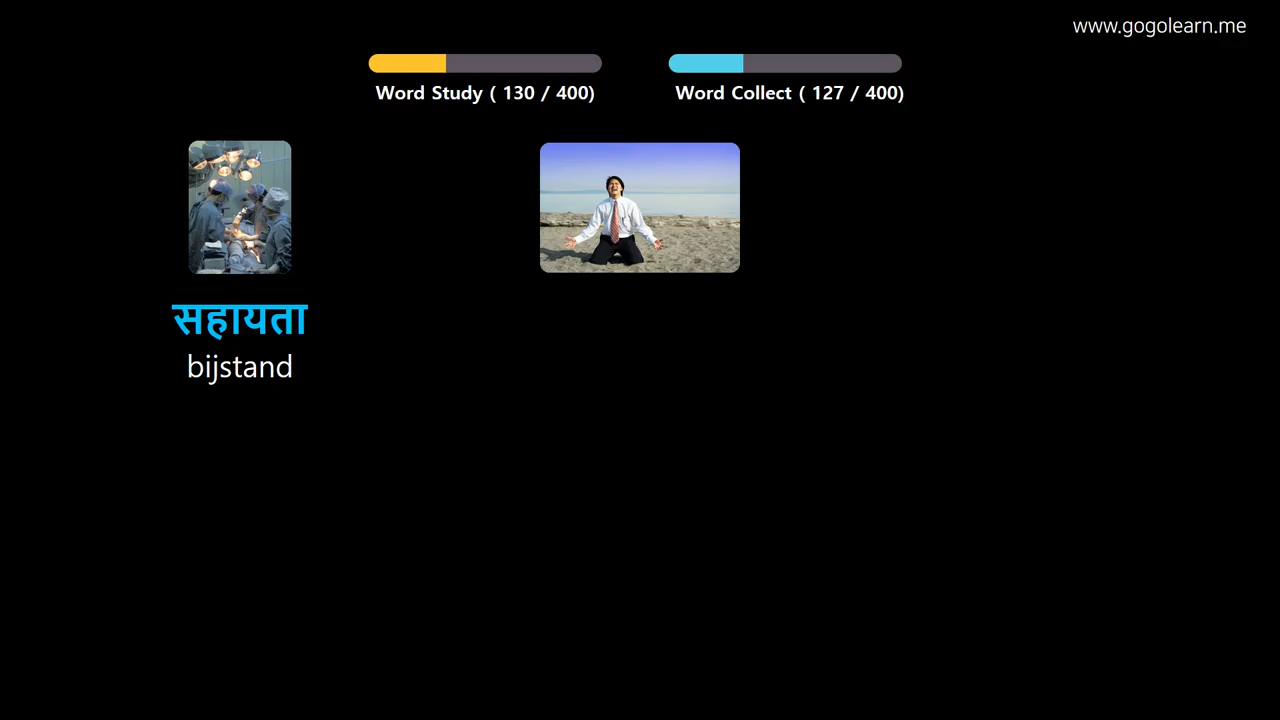 www.gogolearn.me
Word Study ( 130 / 400)
Word Collect ( 127 / 400)
सहायता
bijstand